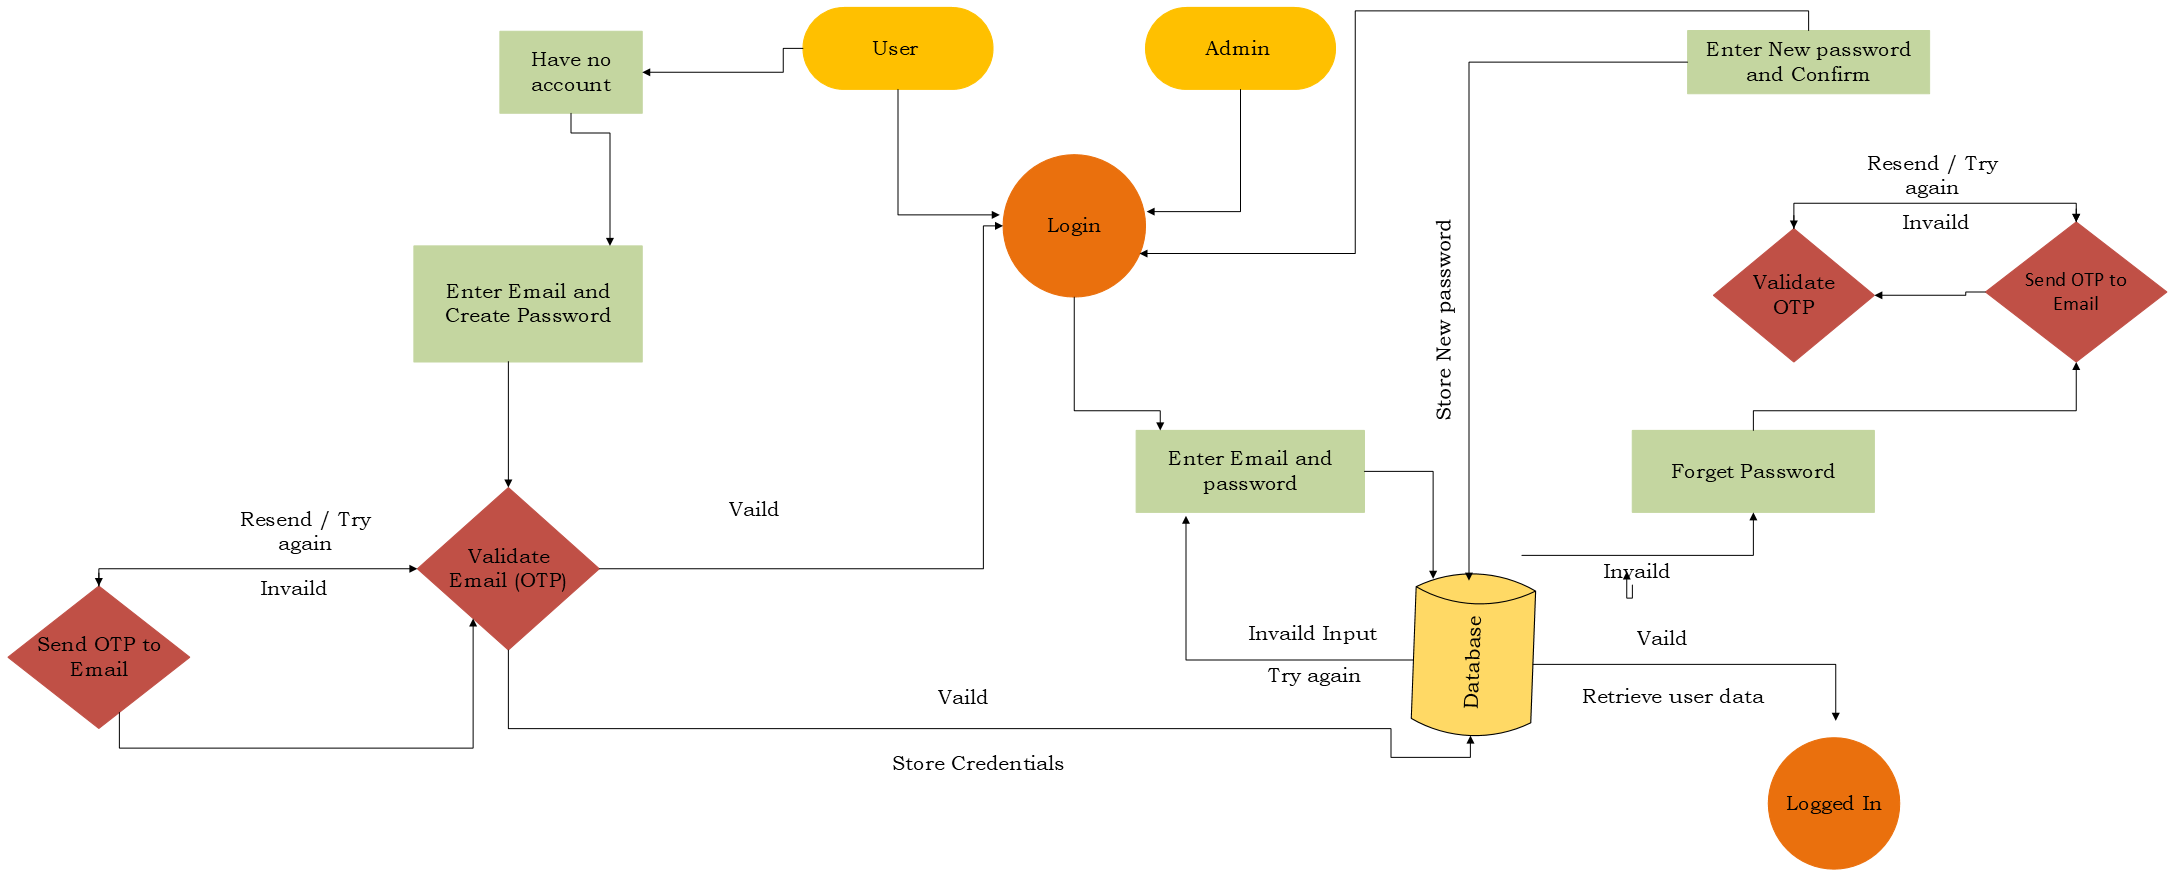 User
Admin
Have no
account
Enter New password
and Confirm
Resend / Try
again
Invaild
Login
Validate
OTP
Send OTP to
Email
Enter Email and
Create Password
Store New password
Enter Email and
password
Forget Password
Vaild
Resend / Try
again
Invaild
Validate
Email (OTP)
Send OTP to
Email
Invaild
Invaild Input
Try again
Database
Vaild
Retrieve user data
Vaild
Store Credentials
Logged In